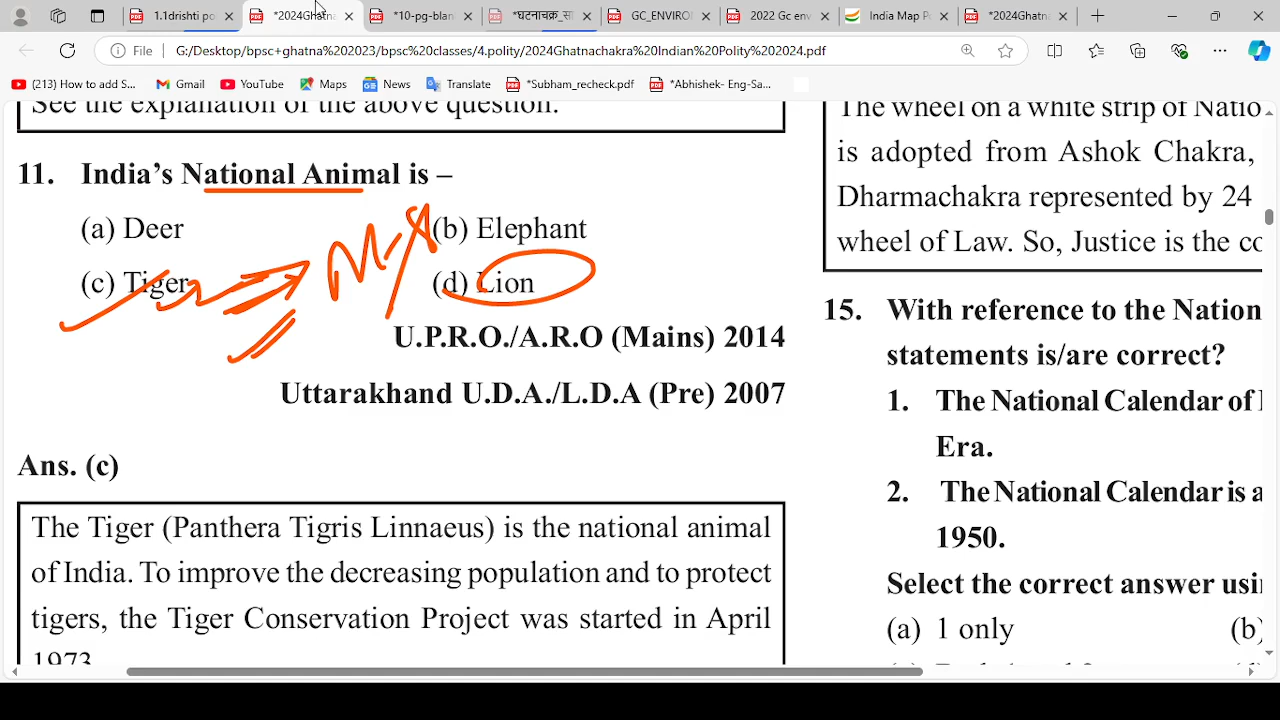 1.1drishti po
*2024Ghatna
*10-pg-blan
*घटनाचक्र_सा
GC_ENVIRO
2022 Gc env
India Map Po
*2024Ghatna
File
G:/Desktop/bpsc+ghatna%202023/bpsc%20classes/4.polity/2024Ghatnachakra%20Indian%20Polity%202024.pdf
(213) How to add S...
Gmail
YouTube
Maps
News
Translate
*Subham_recheck.pdf
*Abhishek- Eng-Sa...
See the explanation of the above question.
11. India's National Animal is –
(a) Deer
(b) Elephant
(c) Tiger
(d) Lion
U.P.R.O./A.R.O (Mains) 2014
Uttarakhand U.D.A./L.D.A (Pre) 2007
Ans. (c)
The Tiger (Panthera Tigris Linnaeus) is the national animal
of India. To improve the decreasing population and to protect
tigers, the Tiger Conservation Project was started in April
1973
The wheel on a white strip of Natio
is adopted from Ashok Chakra,
Dharmachakra represented by 24
wheel of Law. So, Justice is the co
15. With reference to the Nation
statements is/are correct?
1. The National Calendar of
Era.
2. The National Calendar is a
1950.
Select the correct answer usi
(a) 1 only
(b)